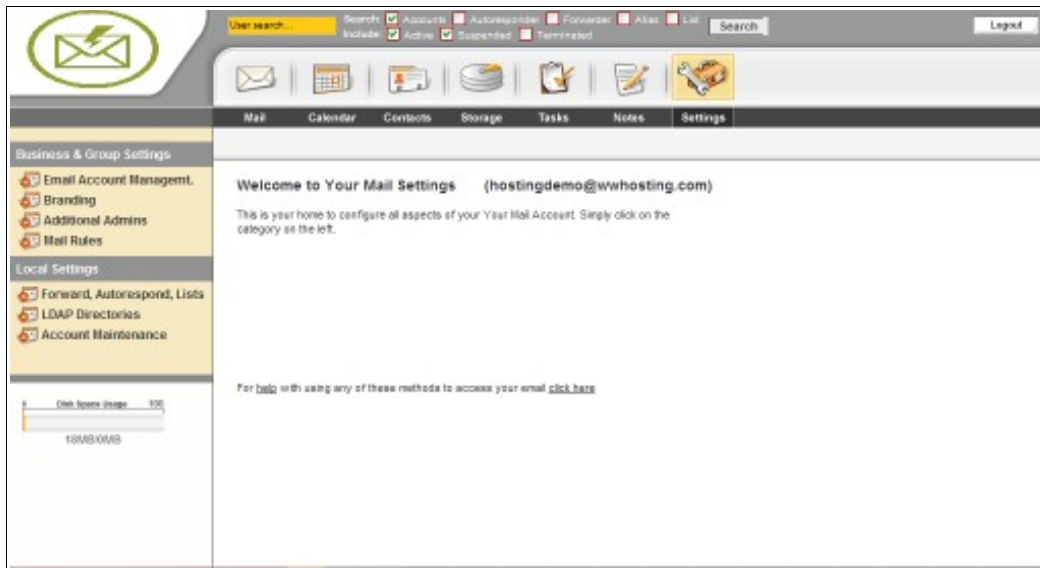 User search...
Search: Accounts Autoresponder Forwarder Alias List
Search
Logout
Include: Active Suspended Terminated
Mail Calendar Contacts Storage Tasks Notes Settings
Business & Group Settings
Email Account Managemt.
Branding
Additional Admins
Mail Rules
Local Settings
Forward, Autorespond, Lists
LDAP Directories
Account Maintenance
Disk Space Usage 100
18MB/0MB
Welcome to Your Mail Settings (hostingdemo@wwhosting.com)
This is your home to configure all aspects of your Your Mail Account. Simply click on the
category on the left.
For help with using any of these methods to access your email click here